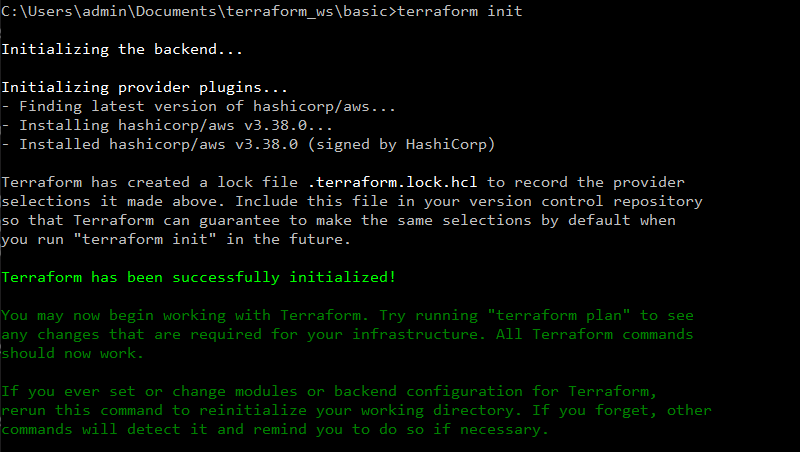 C:\Users\admin\Documents\terraform_ws\basic>terraform init
Initializing the backend...
Initializing provider plugins...
- Finding latest version of hashicorp/aws...
- Installing hashicorp/aws v3.38.0...
- Installed hashicorp/aws v3.38.0 (signed by HashiCorp)
Terraform has created a lock file .terraform.lock.hcl to record the provider
selections it made above. Include this file in your version control repository
so that Terraform can guarantee to make the same selections by default when
you run "terraform init" in the future.
Terraform has been successfully initialized!
You may now begin working with Terraform. Try running "terraform plan" to see
any changes that are required for your infrastructure. All Terraform commands
should now work.
If you ever set or change modules or backend configuration for Terraform,
rerun this command to reinitialize your working directory. If you forget, other
commands will detect it and remind you to do so if necessary.